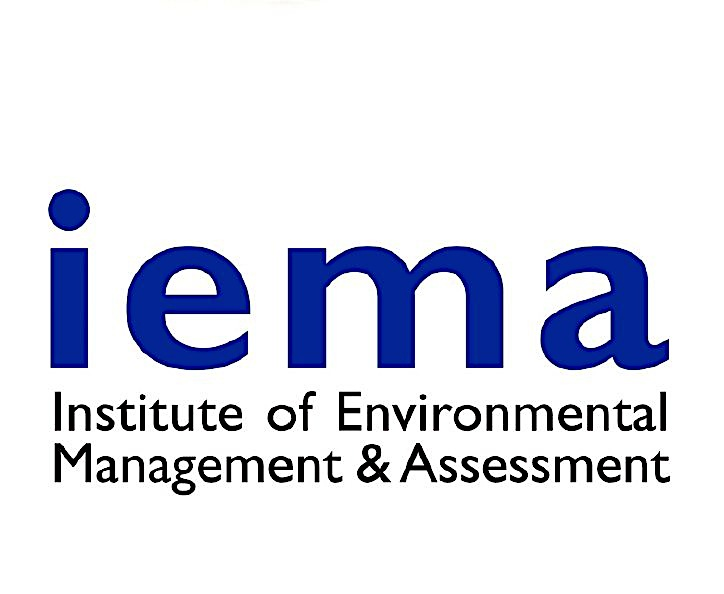 iema
Institute of Environmental
Management & Assessment